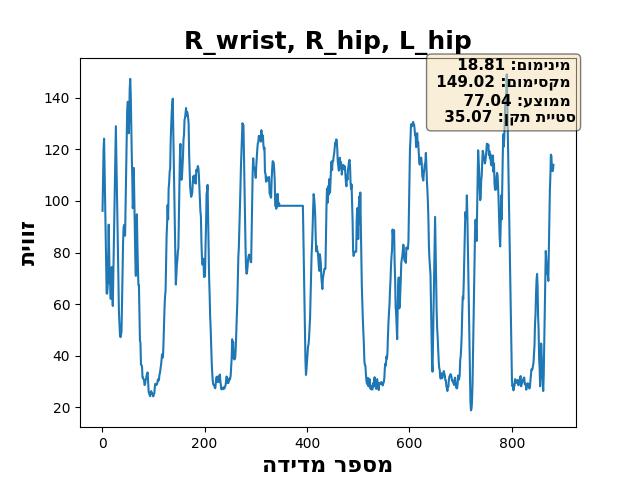 R_wrist, R_hip, L_hip
מינימום: 18.81
מקסימום: 149.02
ממוצע: 77.04
סטיית תקן: 35.07
זווית
140
120
100
80
60
40
20
0 200 400 600 800
מספר מדידה